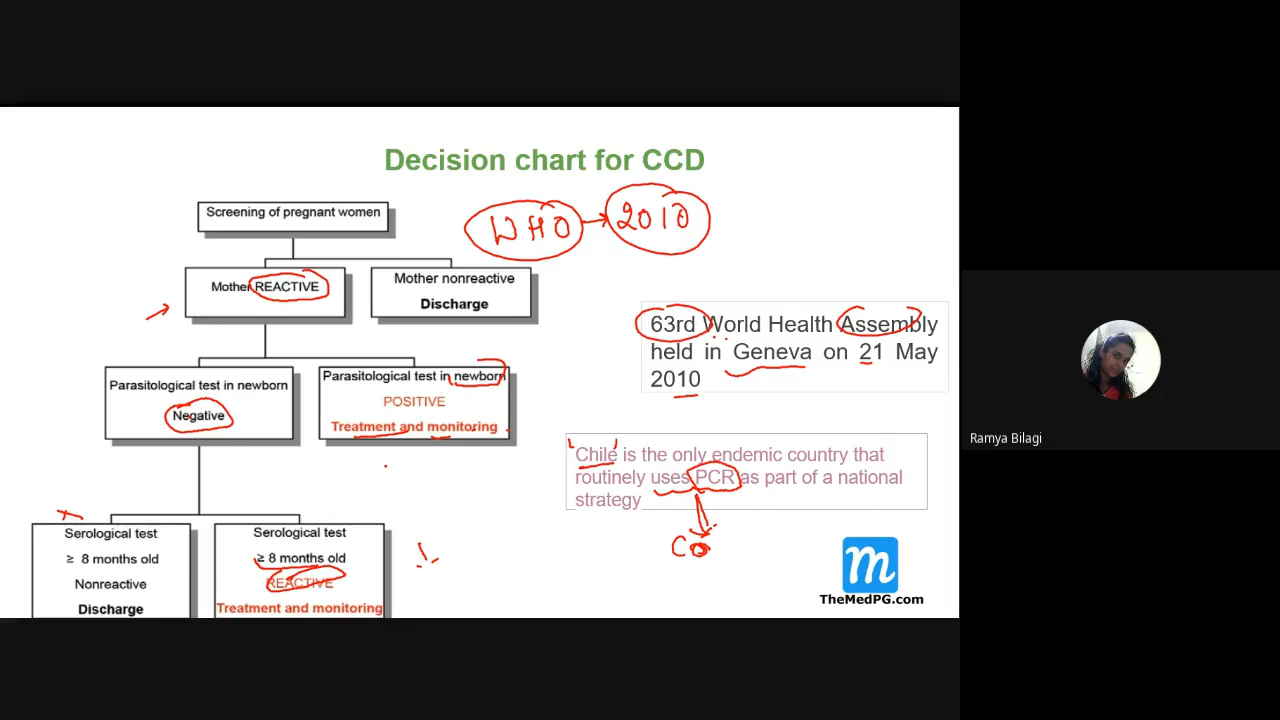 Decision chart for CCD
Screening of pregnant women
WHO
2010
Mother REACTIVE
Mother nonreactive
Discharge
63rd World Health Assembly
held in Geneva on 21 May
2010
Parasitological test in newborn
Negative
Parasitological test in newborn
POSITIVE
Treatment and monitoring
Chile is the only endemic country that
routinely uses PCR as part of a national
strategy
Serological test
≥ 8 months old
Nonreactive
Discharge
Serological test
≥ 8 months old
REACTIVE
Treatment and monitoring
m
TheMedPG.com
Ramya Bilagi